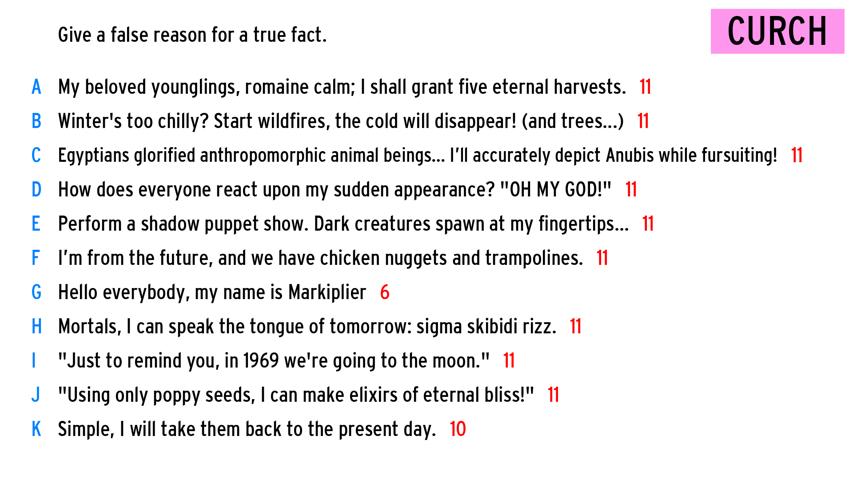 Give a false reason for a true fact.
CURCH
A My beloved younglings, romaine calm; I shall grant five eternal harvests. 11
B Winter's too chilly? Start wildfires, the cold will disappear! (and trees...) 11
C Egyptians glorified anthropomorphic animal beings... I'll accurately depict Anubis while fursuiting! 11
D How does everyone react upon my sudden appearance? "OH MY GOD!" 11
E Perform a shadow puppet show. Dark creatures spawn at my fingertips... 11
F I'm from the future, and we have chicken nuggets and trampolines. 11
G Hello everybody, my name is Markiplier 6
H Mortals, I can speak the tongue of tomorrow: sigma skibidi rizz. 11
I "Just to remind you, in 1969 we're going to the moon." 11
J "Using only poppy seeds, I can make elixirs of eternal bliss!" 11
K Simple, I will take them back to the present day. 10